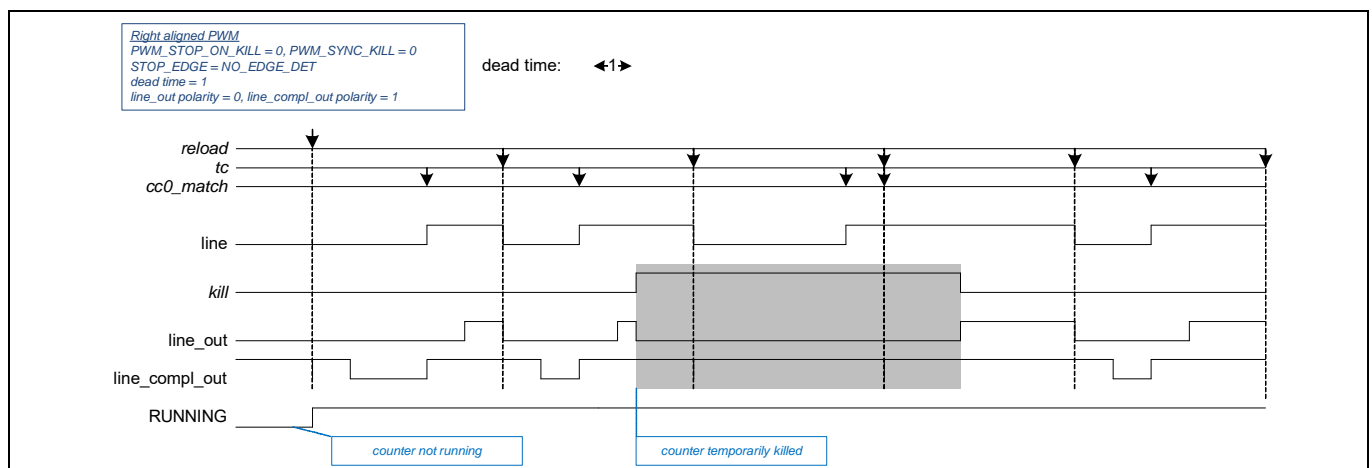 Right aligned PWM
PWM_STOP_ON_KILL = 0, PWM_SYNC_KILL = 0
STOP_EDGE = NO_EDGE_DET
dead time = 1
line_out polarity = 0, line_compl_out polarity = 1
dead time:
1
reload
tc
cc0_match
line
kill
line_out
line_compl_out
RUNNING
counter not running
counter temporarily killed